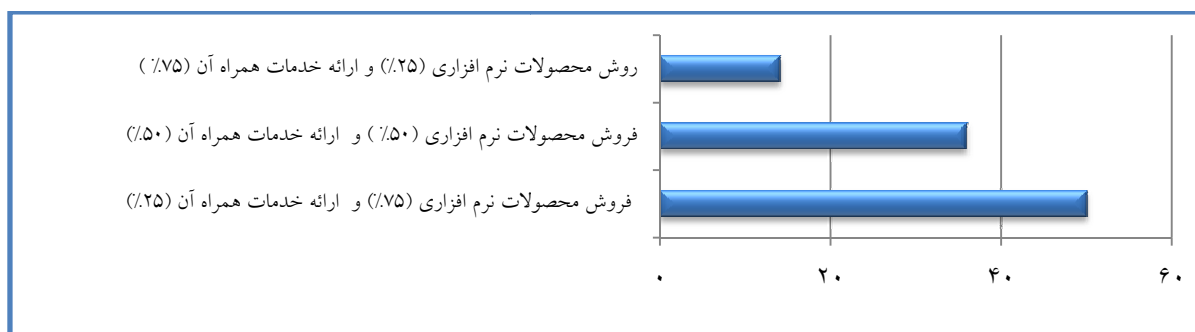 روش محصولات نرم افزاری (۲۵٪) و ارائه خدمات همراه آن (۷۵٪ )
فروش محصولات نرم افزاری (۵۰٪ ) و ارائه خدمات همراه آن (۵۰٪)
فروش محصولات نرم افزاری (۷۵٪) و ارائه خدمات همراه آن (۲۵٪)
۰ ۲۰ ۴۰ ۶۰